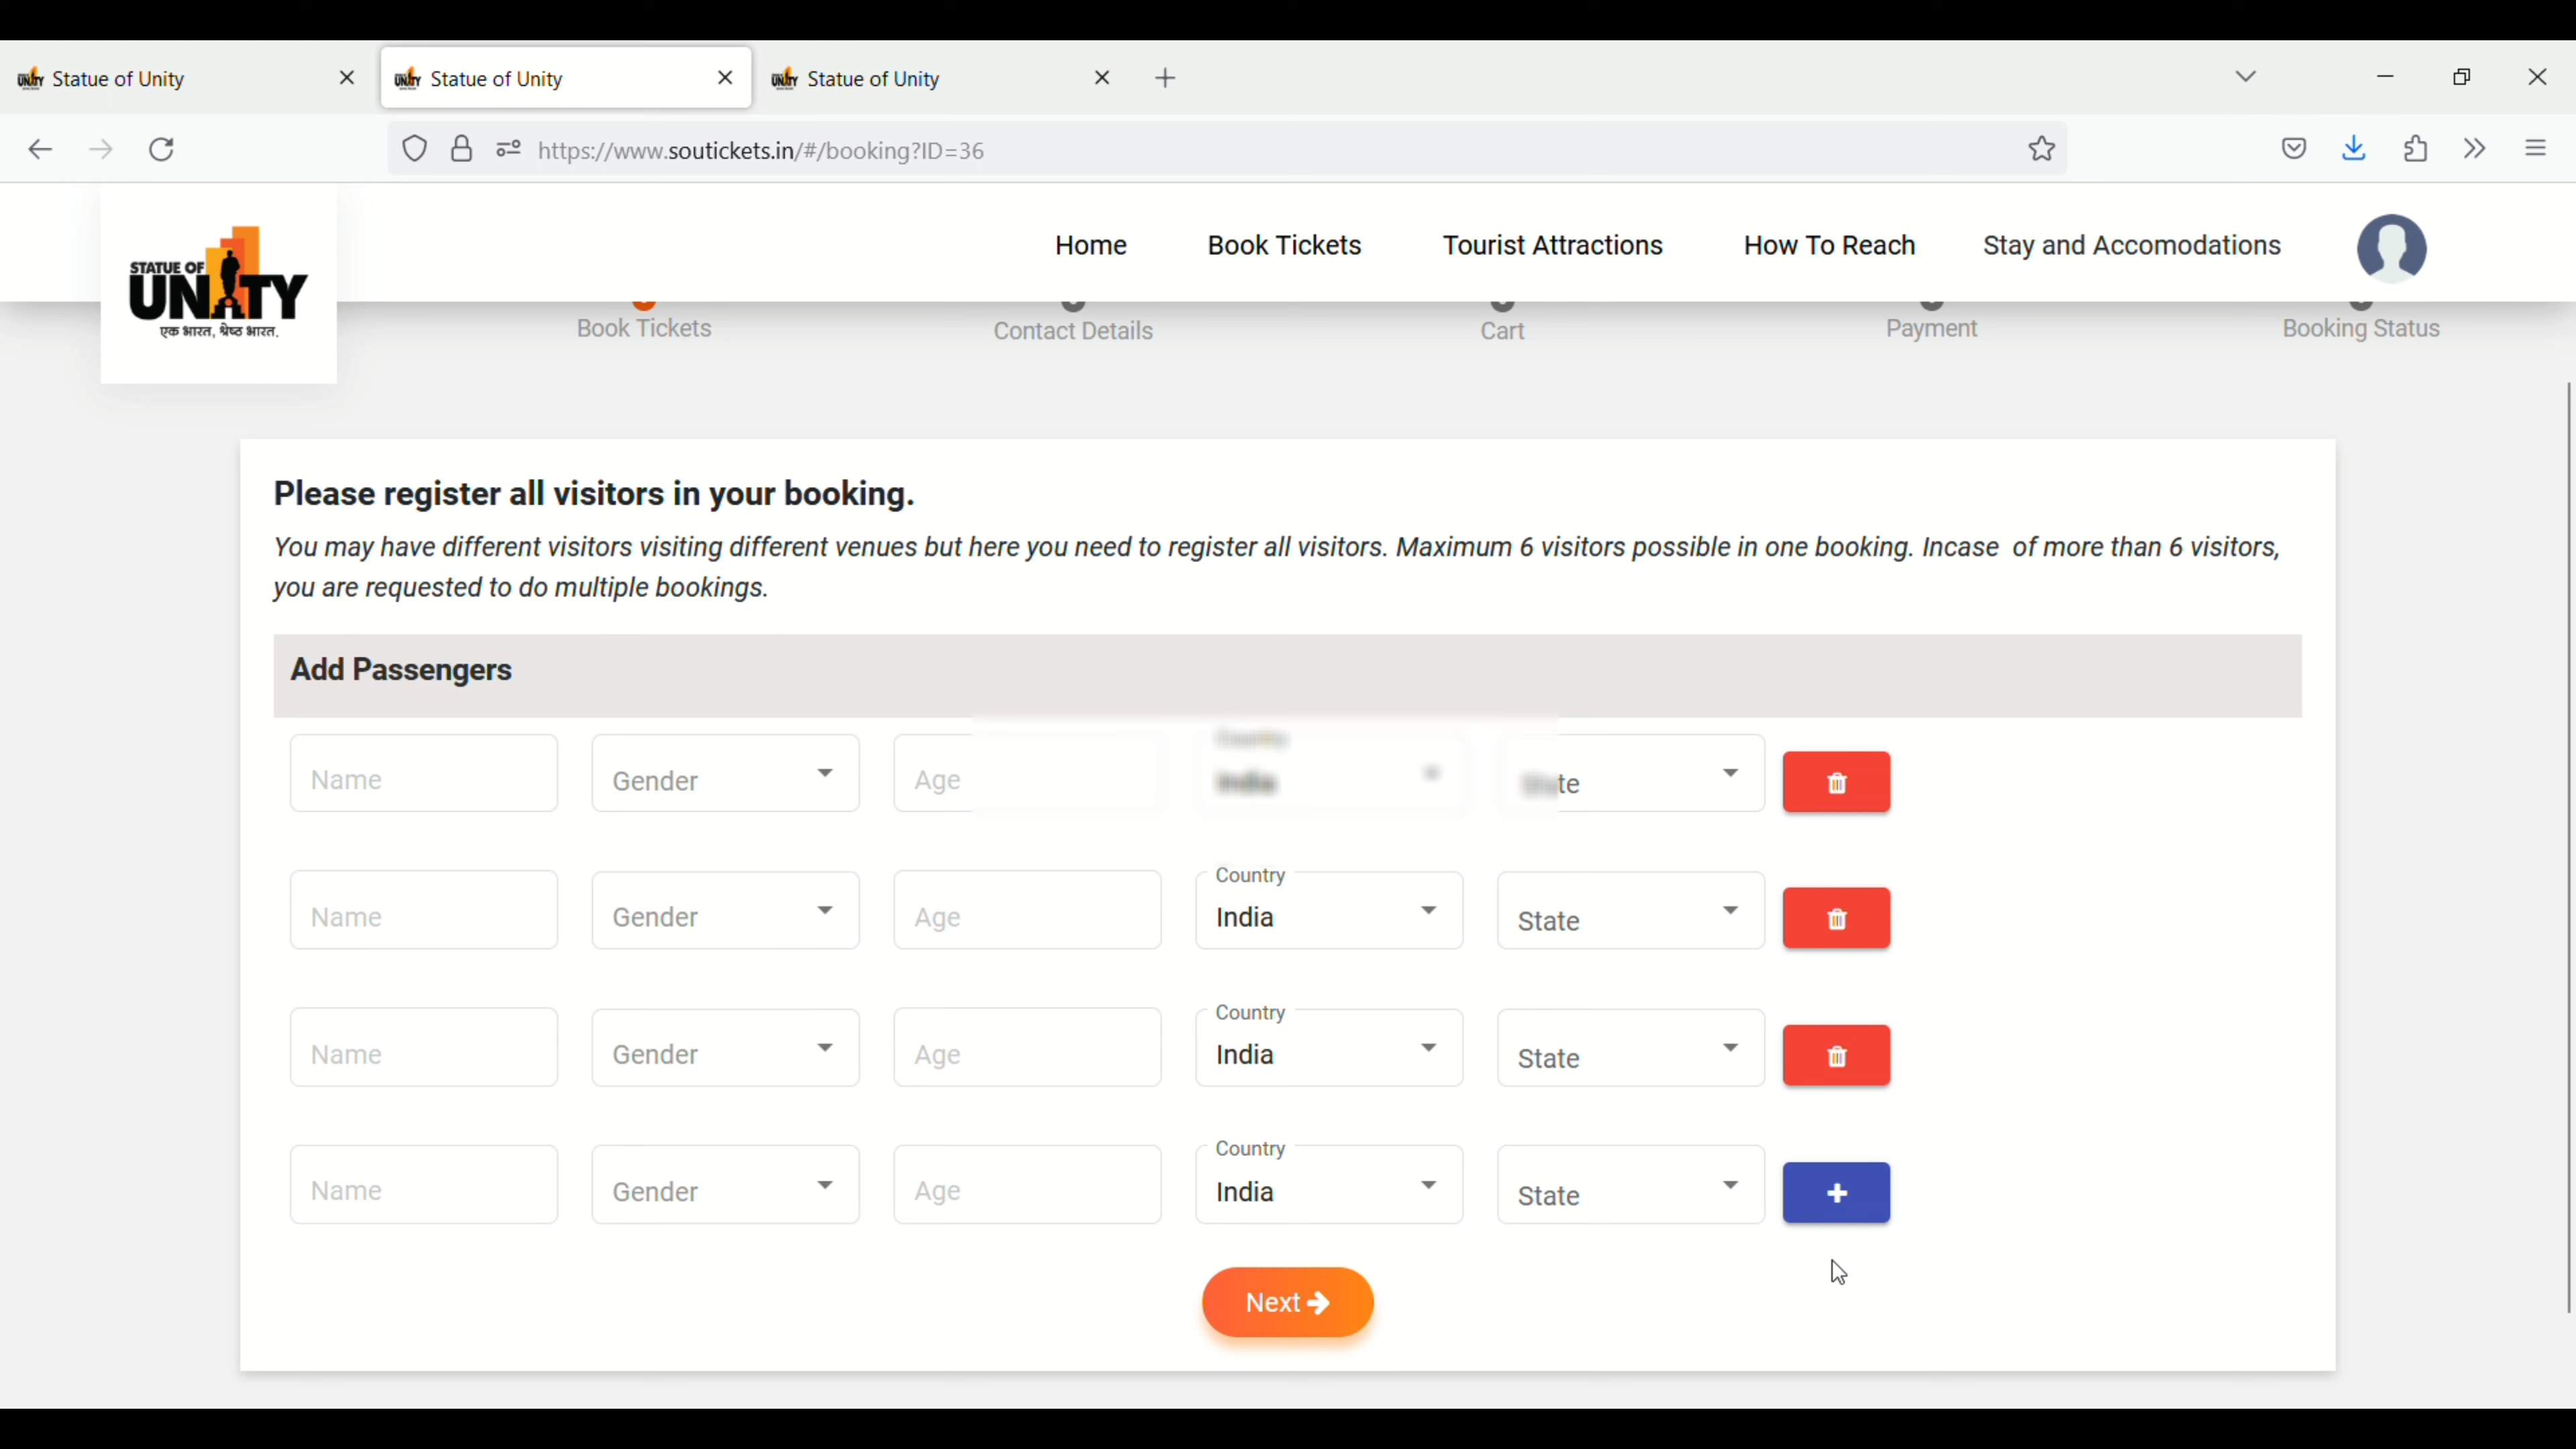 Statue of Unity
Statue of Unity
Statue of Unity
https://www.soutickets.in/#/booking?ID=36
STATUE OF
UNITY
एक भारत, श्रेष्ठ भारत.
Home Book Tickets Tourist Attractions How To Reach Stay and Accomodations
Book Tickets Contact Details Cart Payment Booking Status
Please register all visitors in your booking.
You may have different visitors visiting different venues but here you need to register all visitors. Maximum 6 visitors possible in one booking. Incase of more than 6 visitors,
you are requested to do multiple bookings.
Add Passengers
Country
Name Gender Age India State
Country
Name Gender Age India State
Country
Name Gender Age India State
Country
Name Gender Age India State
Next